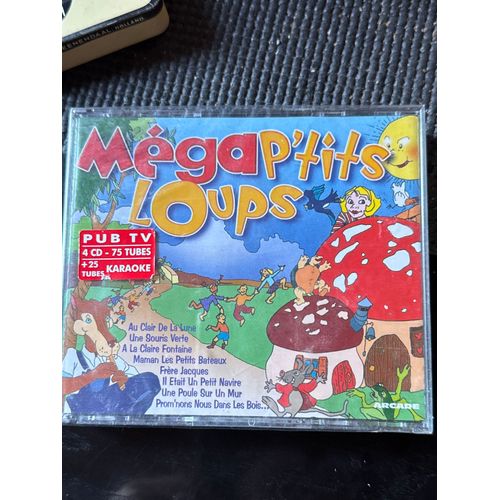 VEENENDAAL HOLLAND
MégaP'tits
Loups
PUB TV
4 CD - 75 TUBES
+25
TUBES KARAOKE
Au Clair De La Lune
Une Souris Verte
A La Claire Fontaine
Maman Les Petits Bateaux
Frère Jacques
Il Etait Un Petit Navire
Une Poule Sur Un Mur
Prom'nons Nous Dans Les Bois...
ARCADE